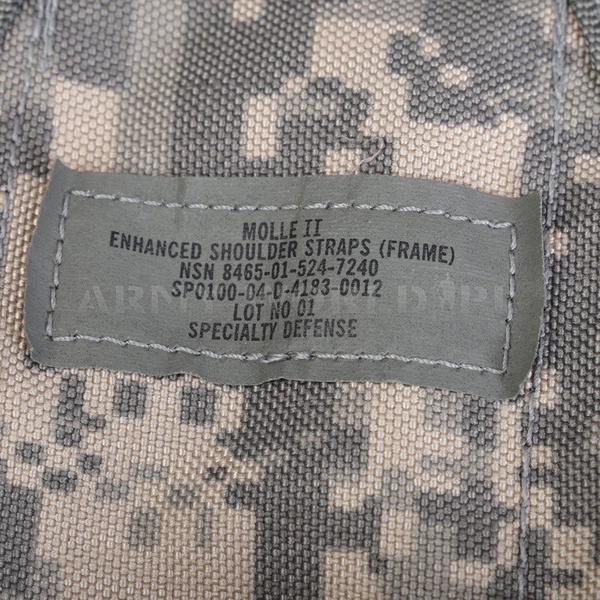 MOLLE II
ENHANCED SHOULDER STRAPS (FRAME)
NSN 8465-01-524-7240
SPO100-04-D-4183-0012
LOT NO 01
SPECIALTY DEFENSE